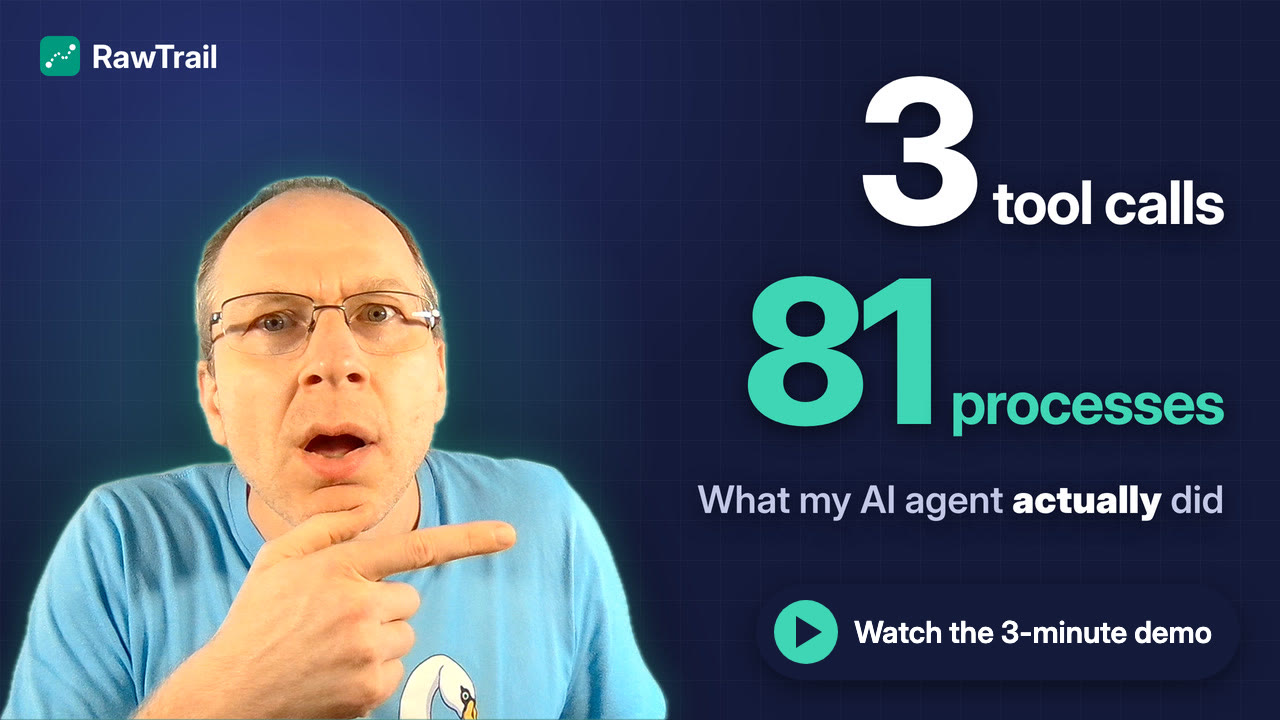 RawTrail
3 tool calls
81 processes
What my AI agent actually did
Watch the 3-minute demo